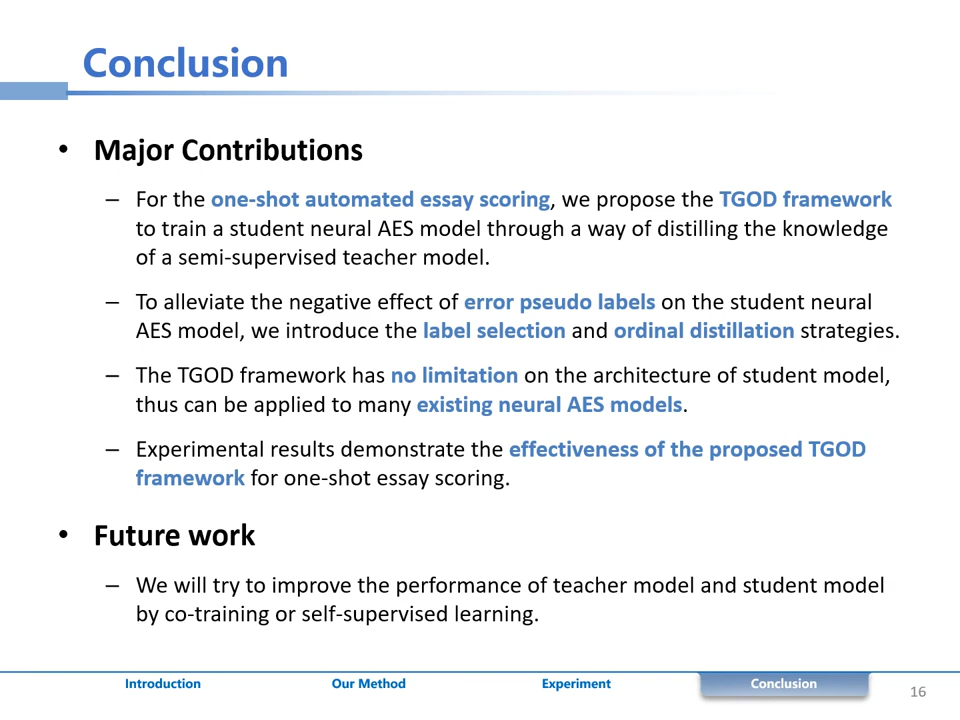 Conclusion
• Major Contributions
– For the one-shot automated essay scoring, we propose the TGOD framework
to train a student neural AES model through a way of distilling the knowledge
of a semi-supervised teacher model.
– To alleviate the negative effect of error pseudo labels on the student neural
AES model, we introduce the label selection and ordinal distillation strategies.
– The TGOD framework has no limitation on the architecture of student model,
thus can be applied to many existing neural AES models.
– Experimental results demonstrate the effectiveness of the proposed TGOD
framework for one-shot essay scoring.
• Future work
– We will try to improve the performance of teacher model and student model
by co-training or self-supervised learning.
Introduction Our Method Experiment Conclusion 16